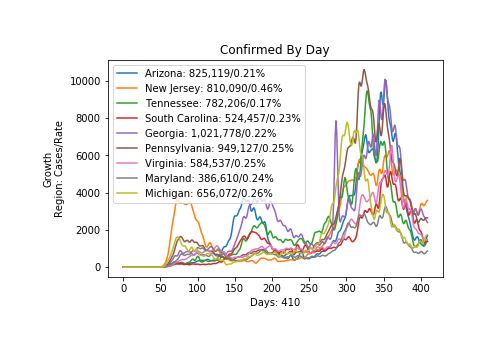 Confirmed By Day
Growth
Region: Cases/Rate
10000
8000
6000
4000
2000
0
Arizona: 825,119/0.21%
New Jersey: 810,090/0.46%
Tennessee: 782,206/0.17%
South Carolina: 524,457/0.23%
Georgia: 1,021,778/0.22%
Pennsylvania: 949,127/0.25%
Virginia: 584,537/0.25%
Maryland: 386,610/0.24%
Michigan: 656,072/0.26%
0 50 100 150 200 250 300 350 400
Days: 410